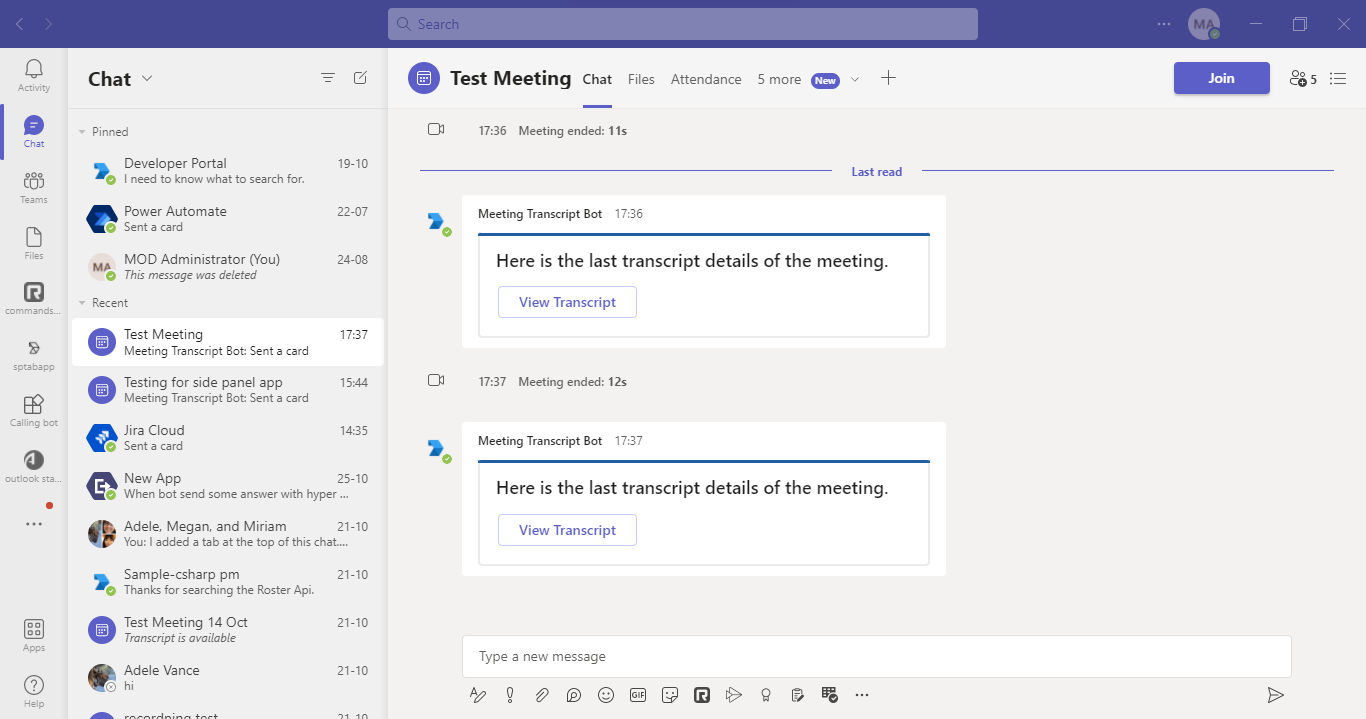 Search
MA
Activity
Chat
Teams
Files
commands...
sptabapp
Calling bot
outlook sta...
Apps
Help
Chat
Pinned
Developer Portal 19-10
I need to know what to search for.
Power Automate 22-07
Sent a card
MA
MOD Administrator (You) 24-08
This message was deleted
Recent
Test Meeting 17:37
Meeting Transcript Bot: Sent a card
Testing for side panel app 15:44
Meeting Transcript Bot: Sent a card
Jira Cloud 14:35
Sent a card
New App 25-10
When bot send some answer with hyper ...
Adele, Megan, and Miriam 21-10
You: I added a tab at the top of this chat....
Sample-csharp pm 21-10
Thanks for searching the Roster Api.
Test Meeting 14 Oct 21-10
Transcript is available
Adele Vance 21-10
hi
recordning test 21-10
Test Meeting Chat Files Attendance 5 more New
Join 5
17:36 Meeting ended: 11s
Last read
Meeting Transcript Bot 17:36
Here is the last transcript details of the meeting.
View Transcript
17:37 Meeting ended: 12s
Meeting Transcript Bot 17:37
Here is the last transcript details of the meeting.
View Transcript
Type a new message
GIF